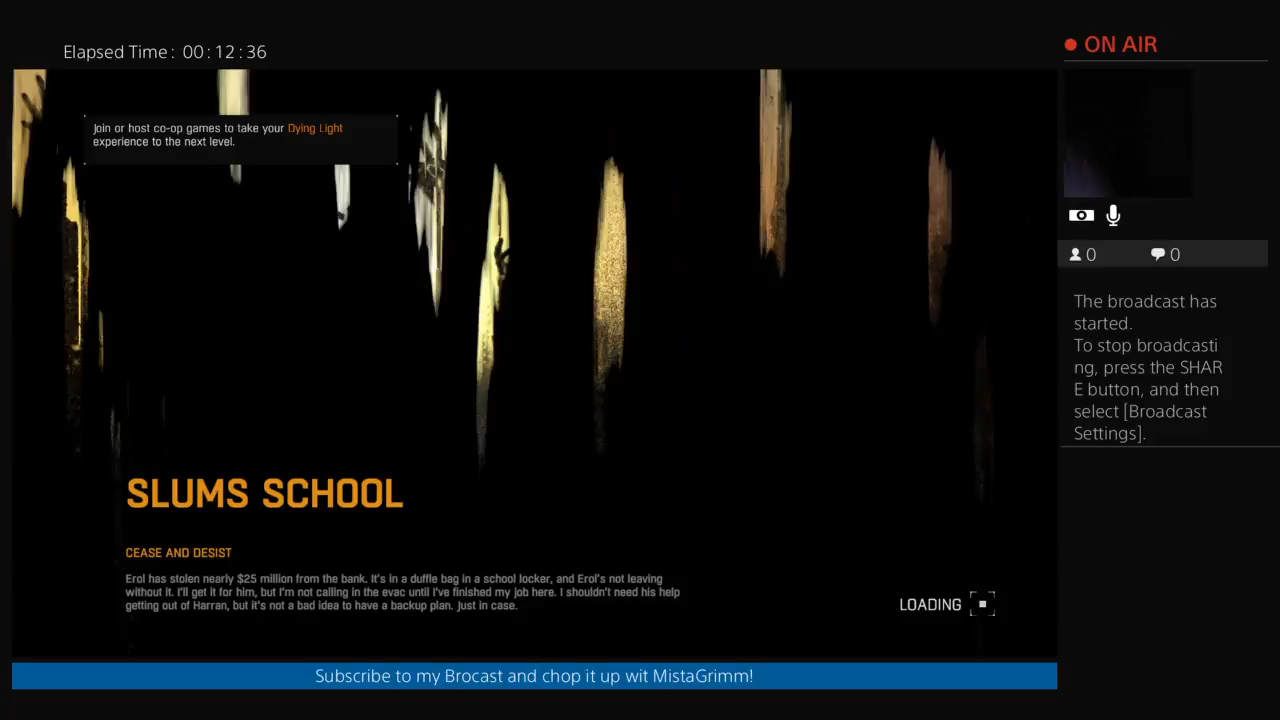 Elapsed Time: 00:12:36
ON AIR
Join or host co-op games to take your Dying Light
experience to the next level.
0 0
The broadcast has
started.
To stop broadcasti
ng, press the SHAR
E button, and then
select [Broadcast
Settings].
SLUMS SCHOOL
CEASE AND DESIST
Erol has stolen nearly $25 million from the bank. It's in a duffle bag in a school locker, and Erol's not leaving
without it. I'll get it for him, but I'm not calling in the evac until I've finished my job here. I shouldn't need his help
getting out of Harran, but it's not a bad idea to have a backup plan. Just in case.
LOADING
Subscribe to my Brocast and chop it up wit MistaGrimm!